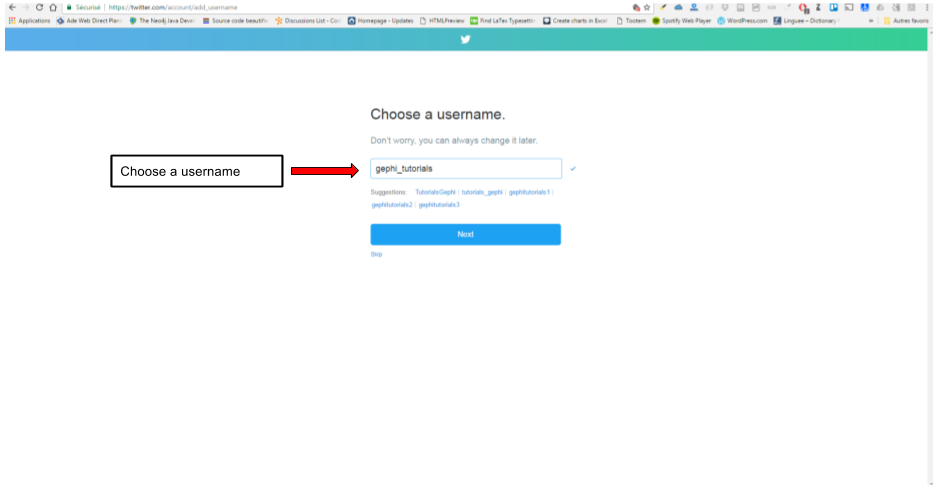 Sécurisé | https://twitter.com/account/add_username
Applications Ade Web Direct Plan The Neo4j Java Deve Source code beautifi Discussions List - Con Homepage - Updates HTMLPreview Find LaTex Typesettin Create charts in Excel Tootem Spotify Web Player WordPress.com Linguee – Dictionary » Autres favoris
Choose a username.
Don't worry, you can always change it later.
Choose a username
gephi_tutorials
Suggestions: TutorialsGephi | tutorials_gephi | gephitutorials1 |
gephitutorials2 | gephitutorials3
Next
Skip